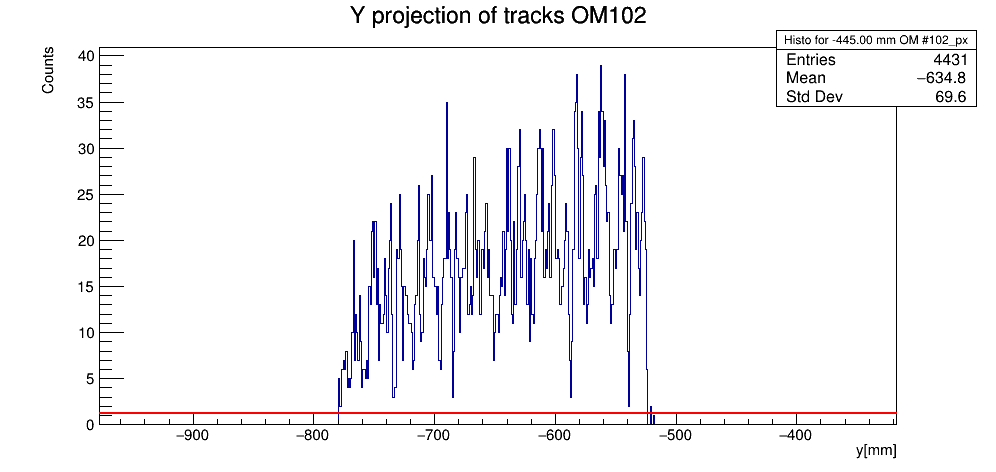 Y projection of tracks OM102
Histo for -445.00 mm OM #102_px
Entries 4431
Mean −634.8
Std Dev 69.6
Counts
40
35
30
25
20
15
10
5
0
−900 −800 −700 −600 −500 −400
y[mm]